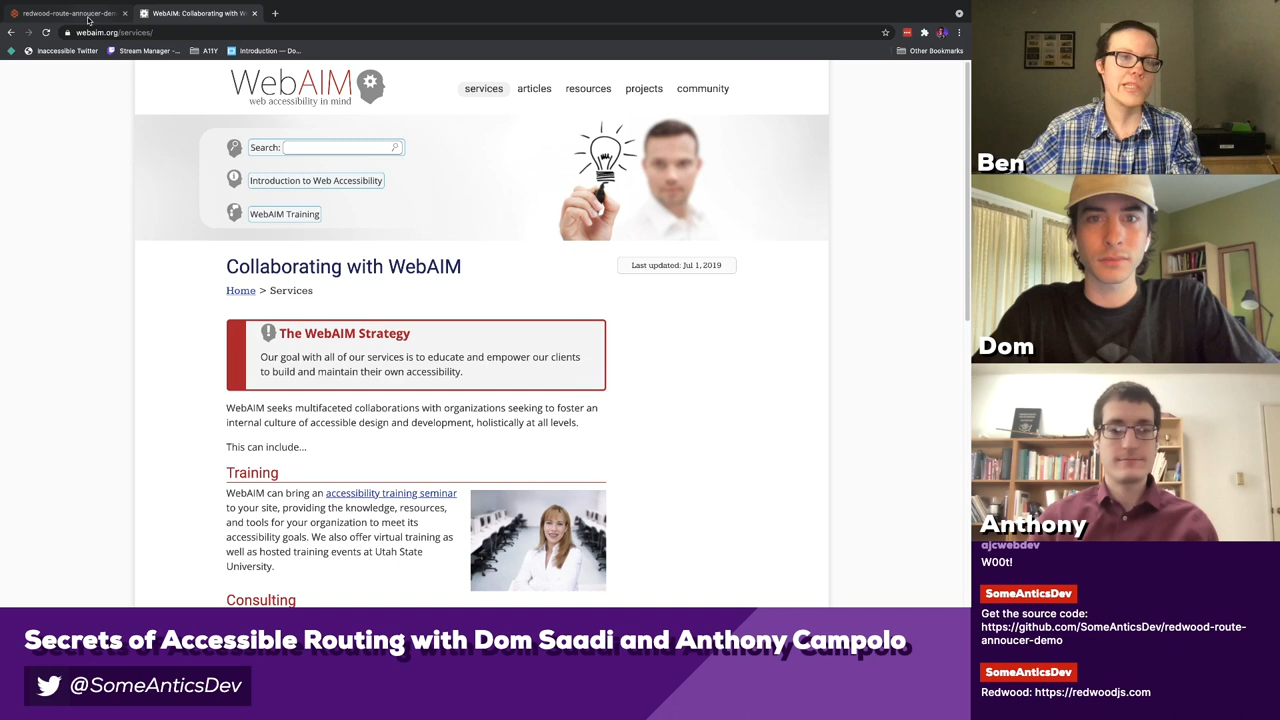 redwood-route-annoucer-dem
WebAIM: Collaborating with W
webaim.org/services/
Inaccessible Twitter
Stream Manager -...
A11Y
Introduction — Do...
Other Bookmarks
WebAIM
web accessibility in mind
services
articles
resources
projects
community
Search:
Introduction to Web Accessibility
WebAIM Training
Collaborating with WebAIM
Last updated: Jul 1, 2019
Home > Services
The WebAIM Strategy
Our goal with all of our services is to educate and empower our clients
to build and maintain their own accessibility.
WebAIM seeks multifaceted collaborations with organizations seeking to foster an
internal culture of accessible design and development, holistically at all levels.
This can include...
Training
WebAIM can bring an accessibility training seminar
to your site, providing the knowledge, resources,
and tools for your organization to meet its
accessibility goals. We also offer virtual training as
well as hosted training events at Utah State
University.
Consulting
Ben
Dom
Anthony
ajcwebdev
W00t!
SomeAnticsDev
Get the source code:
https://github.com/SomeAnticsDev/redwood-route-
annoucer-demo
SomeAnticsDev
Redwood: https://redwoodjs.com
Secrets of Accessible Routing with Dom Saadi and Anthony Campolo
@SomeAnticsDev